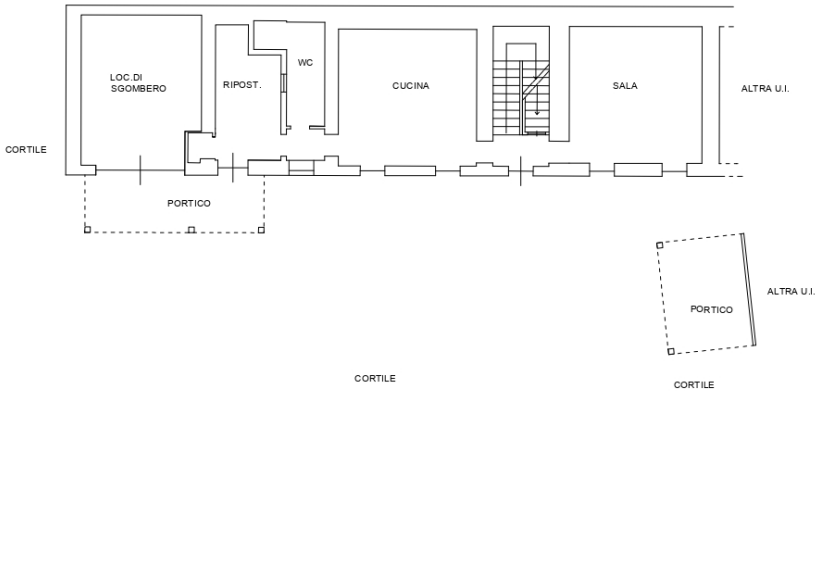 WC
LOC.DI
SGOMBERO
RIPOST.
CUCINA
SALA
ALTRA U.I.
CORTILE
PORTICO
ALTRA U.I.
PORTICO
CORTILE
CORTILE